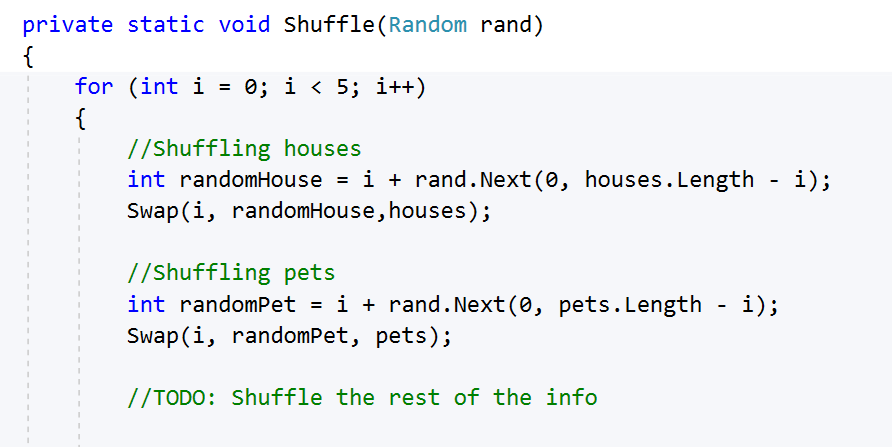 private static void Shuffle(Random rand)
{
for (int i = 0; i < 5; i++)
{
//Shuffling houses
int randomHouse = i + rand.Next(0, houses.Length - i);
Swap(i, randomHouse,houses);
//Shuffling pets
int randomPet = i + rand.Next(0, pets.Length - i);
Swap(i, randomPet, pets);
//TODO: Shuffle the rest of the info